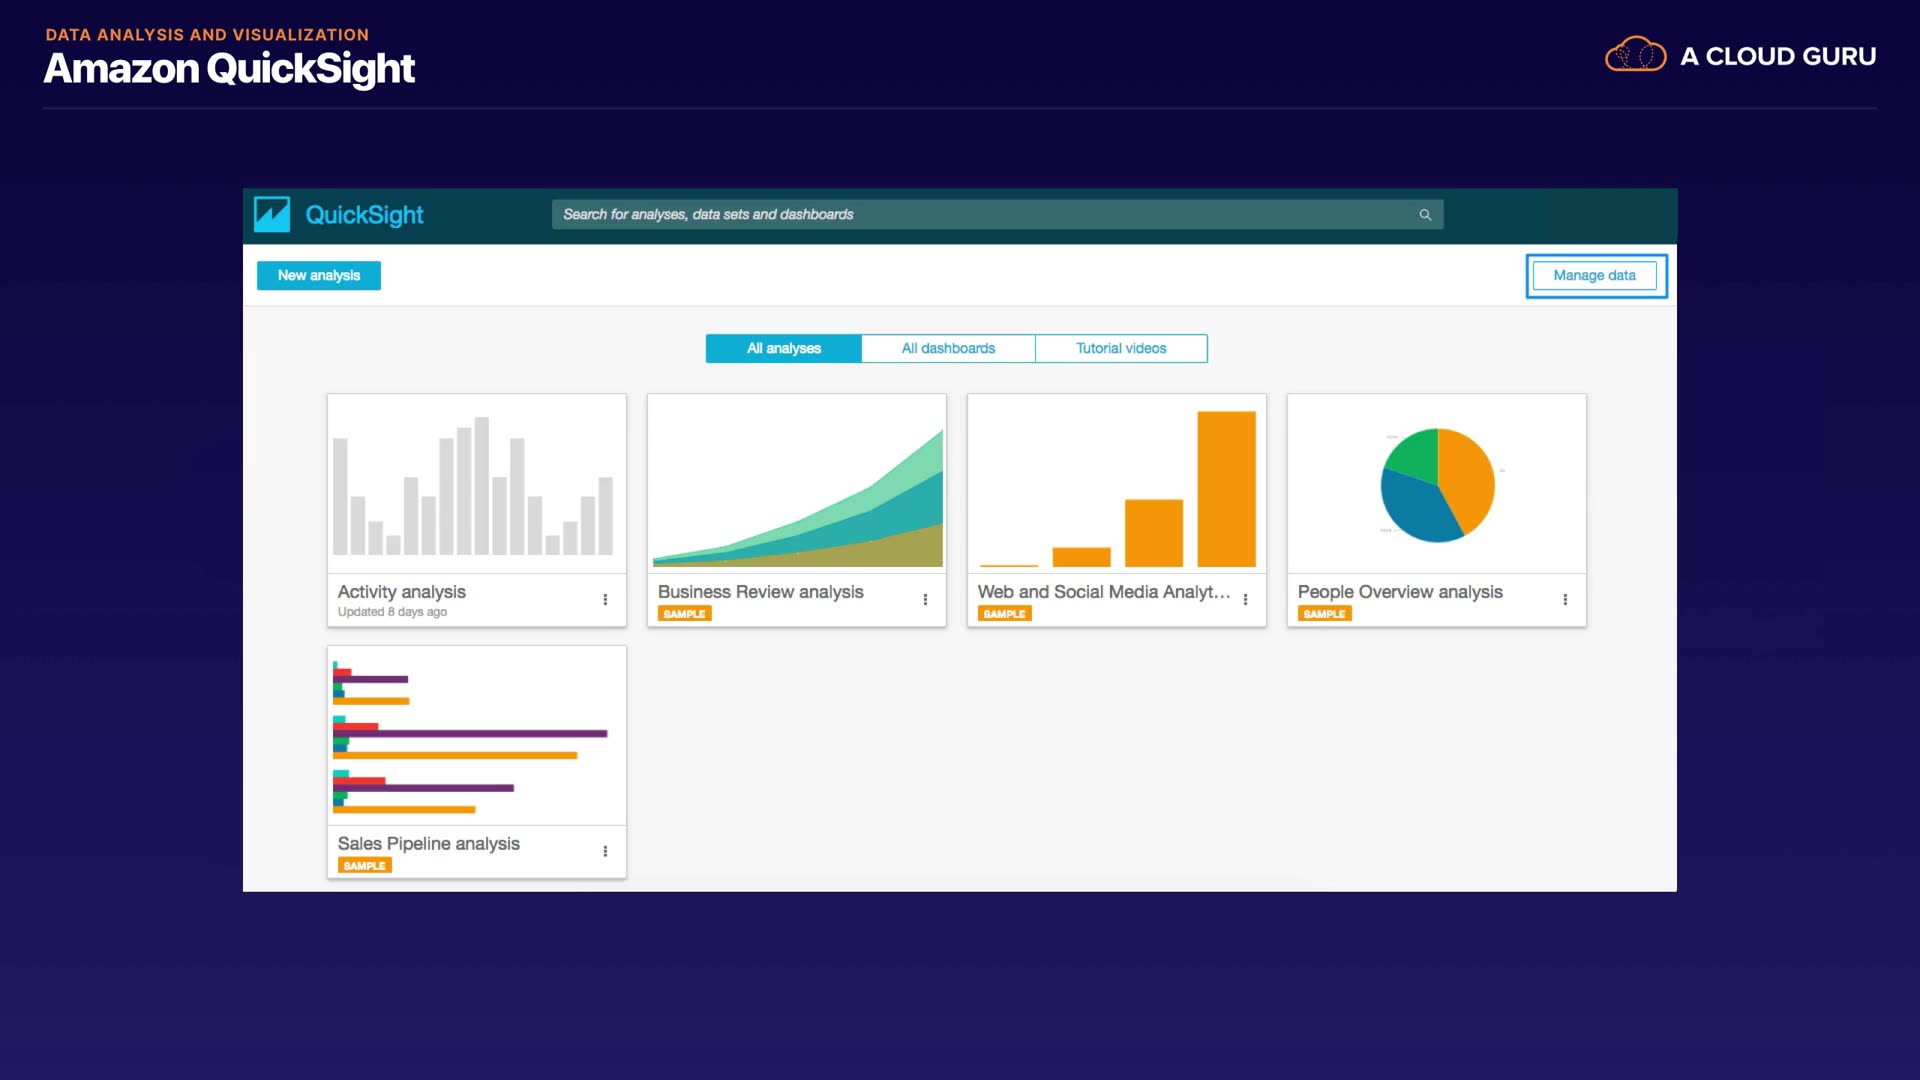 DATA ANALYSIS AND VISUALIZATION
Amazon QuickSight
A CLOUD GURU
QuickSight
Search for analyses, data sets and dashboards
New analysis
Manage data
All analyses
All dashboards
Tutorial videos
Activity analysis
Updated 8 days ago
Business Review analysis
SAMPLE
Web and Social Media Analyt...
SAMPLE
People Overview analysis
SAMPLE
Sales Pipeline analysis
SAMPLE